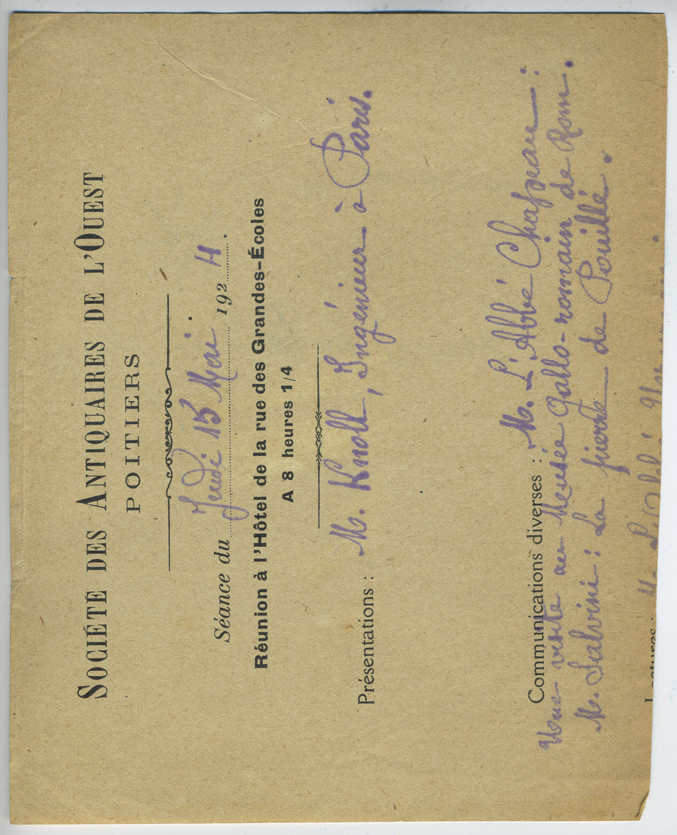 SOCIÉTÉ DES ANTIQUAIRES DE L'OUEST
POITIERS
Séance du Jeudi 15 Mai 1924.
Réunion à l'Hôtel de la rue des Grandes-Écoles
A 8 heures 1/4
Présentations : M. Knoll, Ingénieur à Paris.
Communications diverses : M. L'Abbé Chapeau :
Une visite au Musée Gallo-romain de Rom.
M. Salvini : La pierre de Pouillé.
Lectures : M. L'Abbé